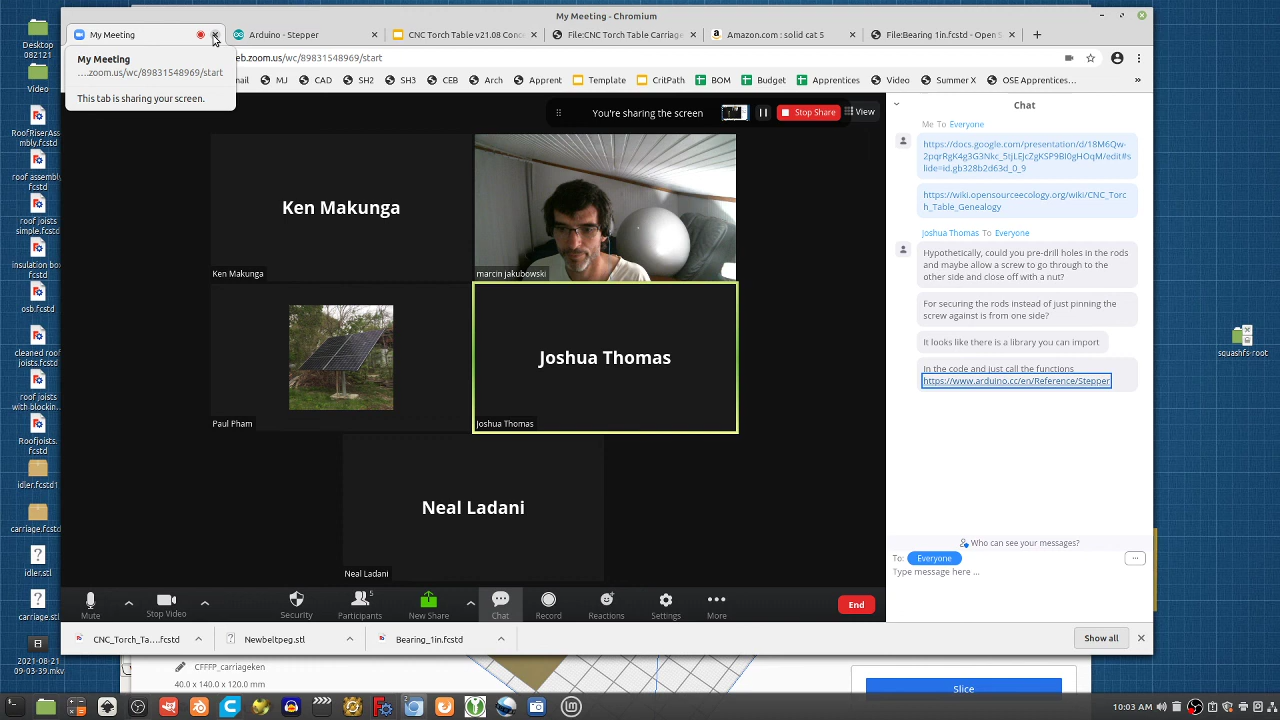 My Meeting - Chromium
My Meeting
Arduino - Stepper
CNC Torch Table v21.08 Conc
File:CNC Torch Table Carriage
Amazon.com : solid cat 5
File:Bearing 1in.fcstd - Open S
eb.zoom.us/wc/89831548969/start
My Meeting
....zoom.us/wc/89831548969/start
This tab is sharing your screen.
mail
MJ
CAD
SH2
SH3
CEB
Arch
Apprent
Template
CritPath
BOM
Budget
Apprentices
Video
Summer X
OSE Apprentices...
You're sharing the screen
Stop Share
View
Ken Makunga
Ken Makunga
marcin jakubowski
Paul Pham
Joshua Thomas
Joshua Thomas
Neal Ladani
Neal Ladani
Chat
Me To Everyone
https://docs.google.com/presentation/d/18M6Qw-
2pqrRgK4g3G3Nkc_5tjLEjcZgKSP9BI0gHOqM/edit#s
lide=id.gb328b2d63d_0_9
https://wiki.opensourceecology.org/wiki/CNC_Torc
h_Table_Genealogy
Joshua Thomas To Everyone
Hypothetically, could you pre-drill holes in the rods
and maybe allow a screw to go through to the
other side and close off with a nut?
For securing the rods instead of just pinning the
screw against is from one side?
It looks like there is a library you can import
In the code and just call the functions
https://www.arduino.cc/en/Reference/Stepper
Who can see your messages?
To: Everyone
Type message here ...
Mute
Stop Video
Security
Participants
5
New Share
Chat
Record
Reactions
Settings
More
End
CNC_Torch_Ta....fcstd
Newbeltpeg.stl
Bearing_1in.fcstd
Show all
CFFFP_carriageken
40.0 x 140.0 x 120.0 mm
Slice
Desktop
082121
Video
RoofRiserAsse
mbly.fcstd
roof assembly.
fcstd
roof joists
simple.fcstd
insulation box.
fcstd
osb.fcstd
cleaned roof
joists.fcstd
roof joists
with blockin...
Roofjoists.
fcstd
idler.fcstd1
carriage.fcstd
idler.stl
carriage.stl
2021-08-21
09-03-39.mkv
squashfs-root
10:03 AM